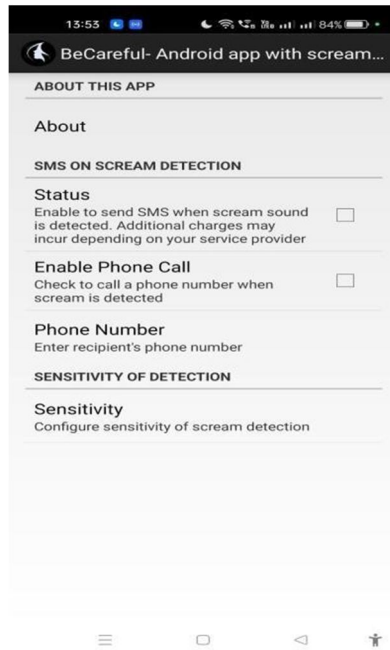 13:53
84%
BeCareful- Android app with scream...
ABOUT THIS APP
About
SMS ON SCREAM DETECTION
Status
Enable to send SMS when scream sound
is detected. Additional charges may
incur depending on your service provider
Enable Phone Call
Check to call a phone number when
scream is detected
Phone Number
Enter recipient's phone number
SENSITIVITY OF DETECTION
Sensitivity
Configure sensitivity of scream detection